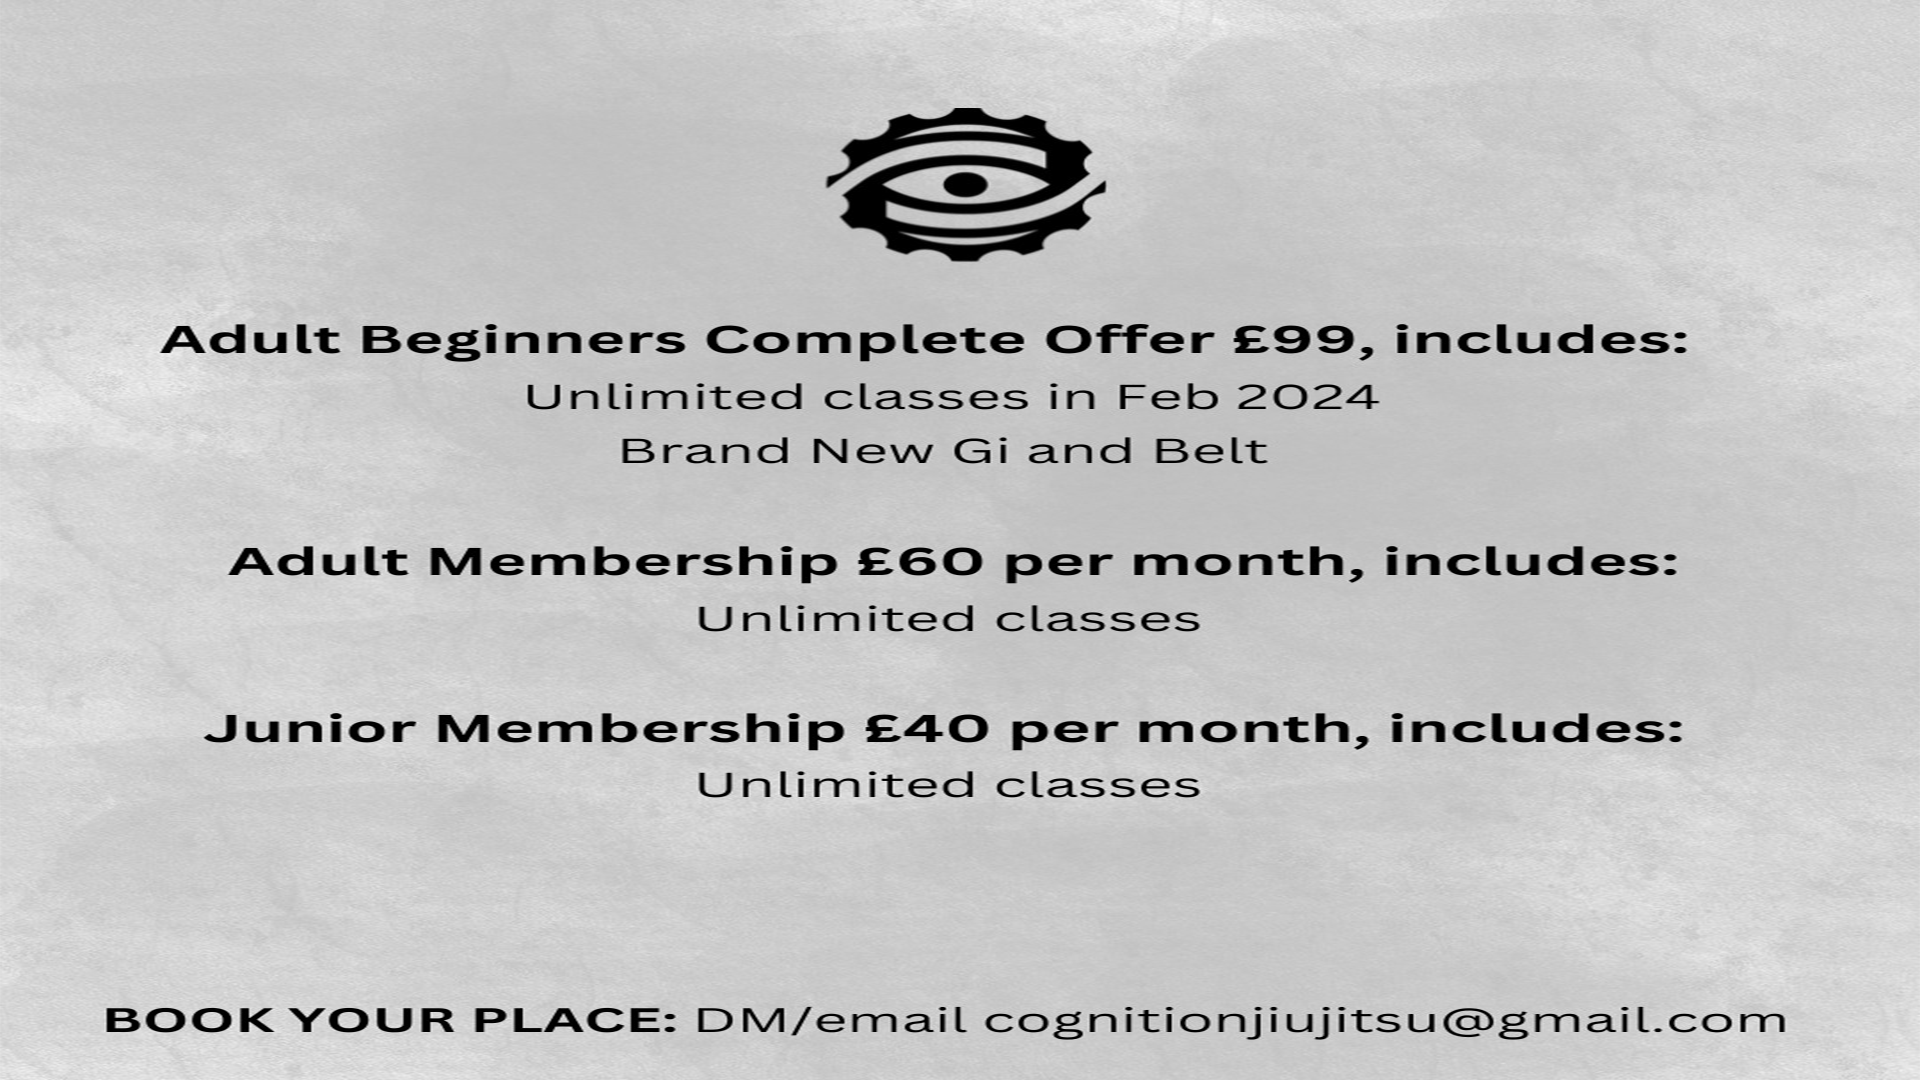 Adult Beginners Complete Offer £99, includes:
Unlimited classes in Feb 2024
Brand New Gi and Belt
Adult Membership £60 per month, includes:
Unlimited classes
Junior Membership £40 per month, includes:
Unlimited classes
BOOK YOUR PLACE: DM/email cognitionjiujitsu@gmail.com